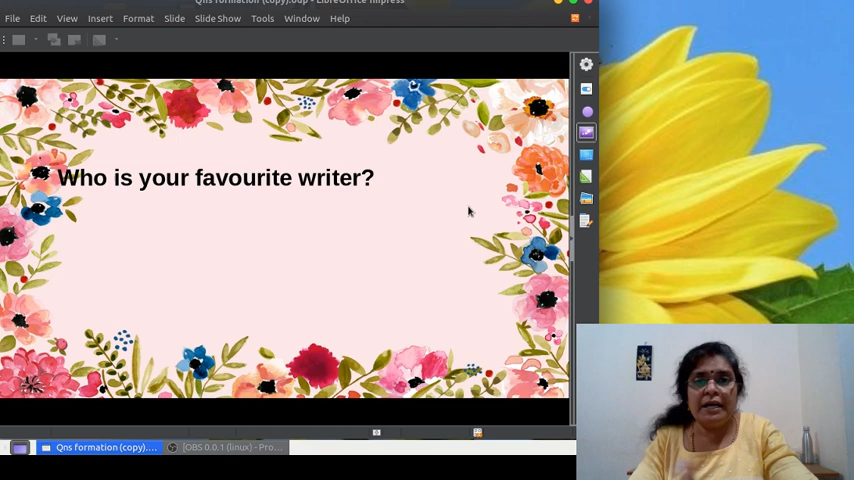 Qns formation (copy).odp - LibreOffice Impress
File Edit View Insert Format Slide Slide Show Tools Window Help
Who is your favourite writer?
Qns formation (copy)....
[OBS 0.0.1 (linux) - Pro...